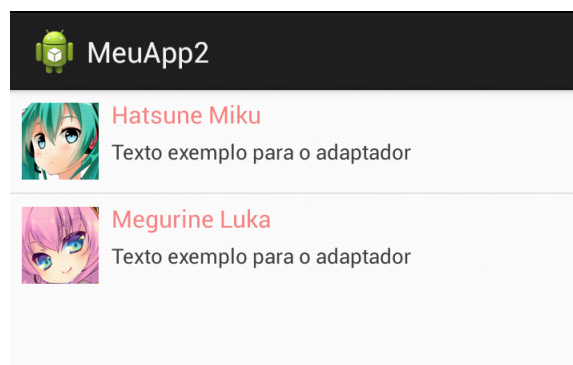 MeuApp2
Hatsune Miku
Texto exemplo para o adaptador
Megurine Luka
Texto exemplo para o adaptador